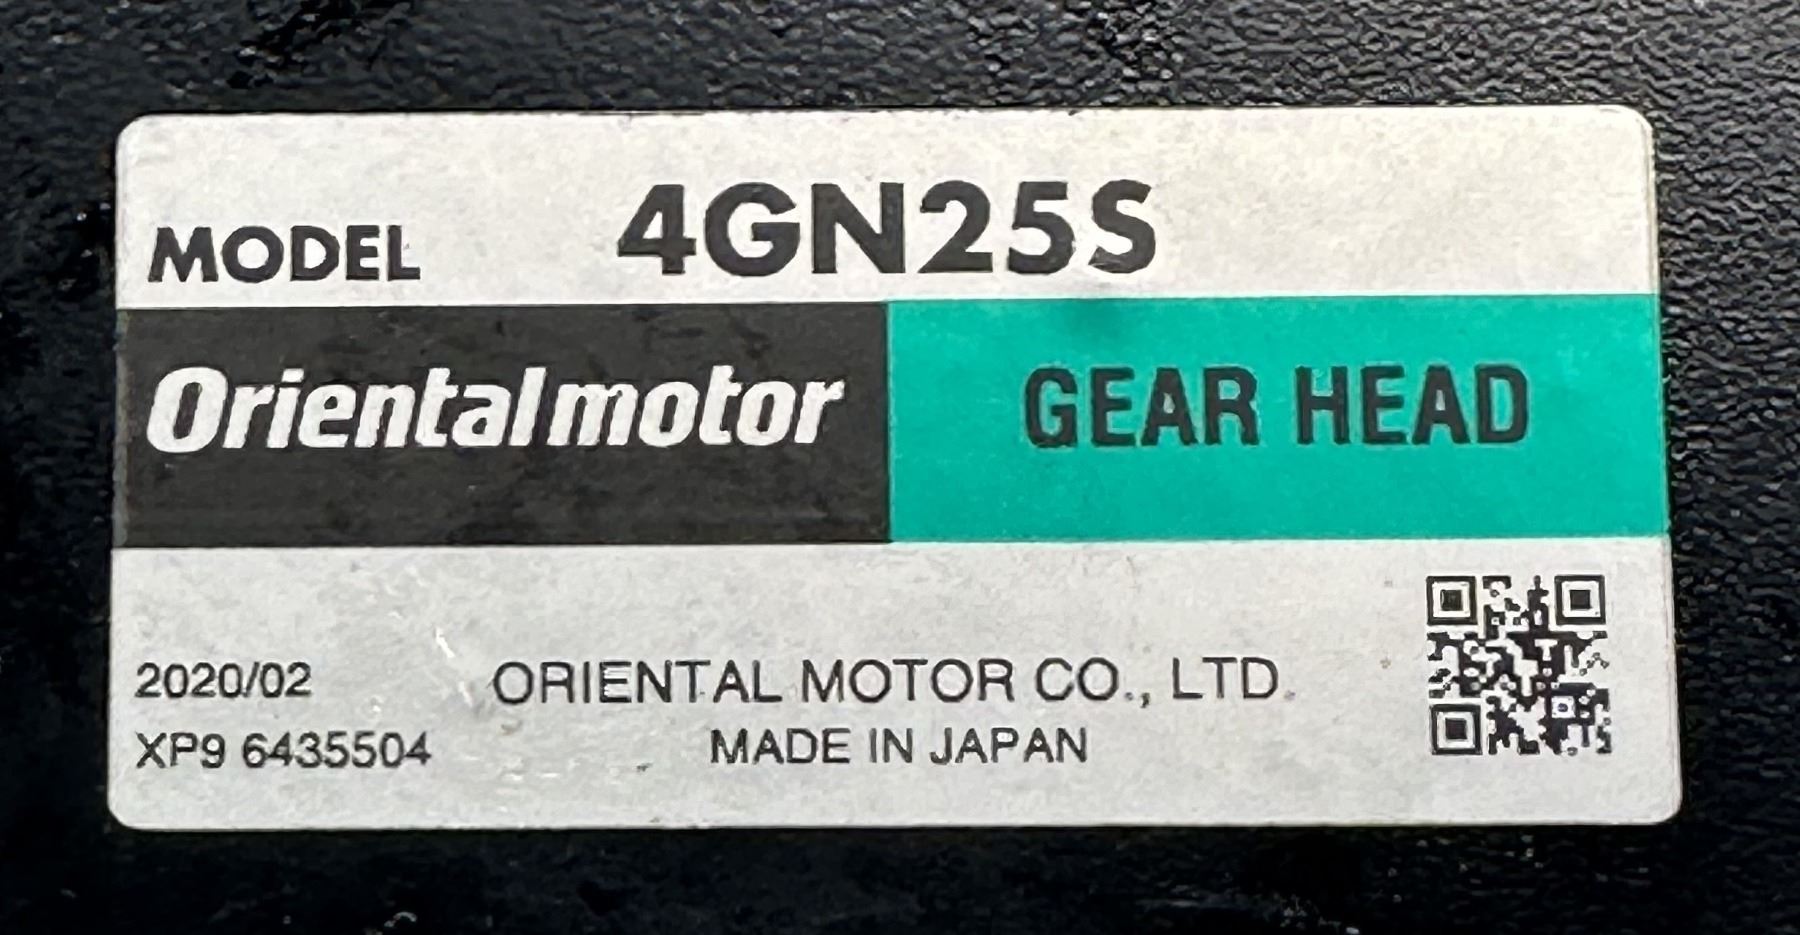 MODEL 4GN25S
Orientalmotor GEAR HEAD
2020/02 ORIENTAL MOTOR CO., LTD.
XP9 6435504 MADE IN JAPAN